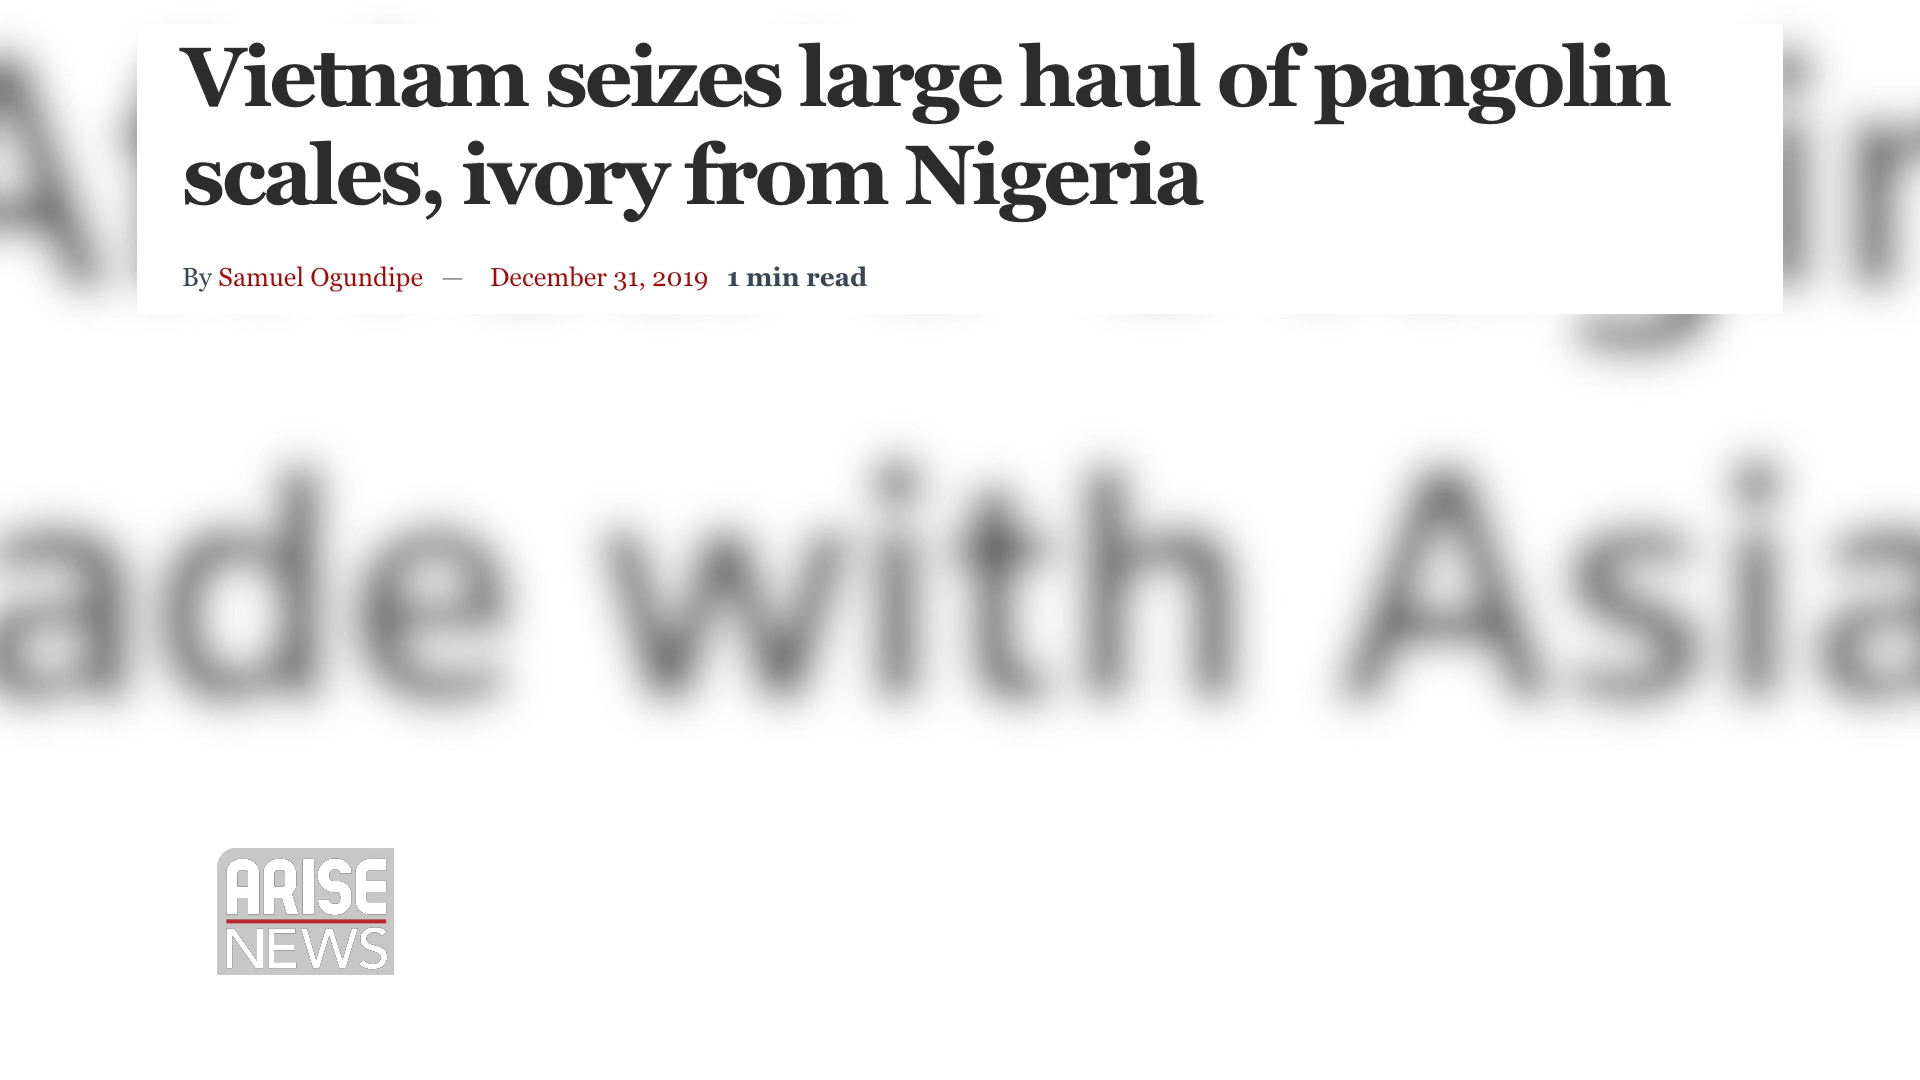 Vietnam seizes large haul of pangolin
scales, ivory from Nigeria
By Samuel Ogundipe — December 31, 2019 1 min read
ade with Asia
ARISE
NEWS